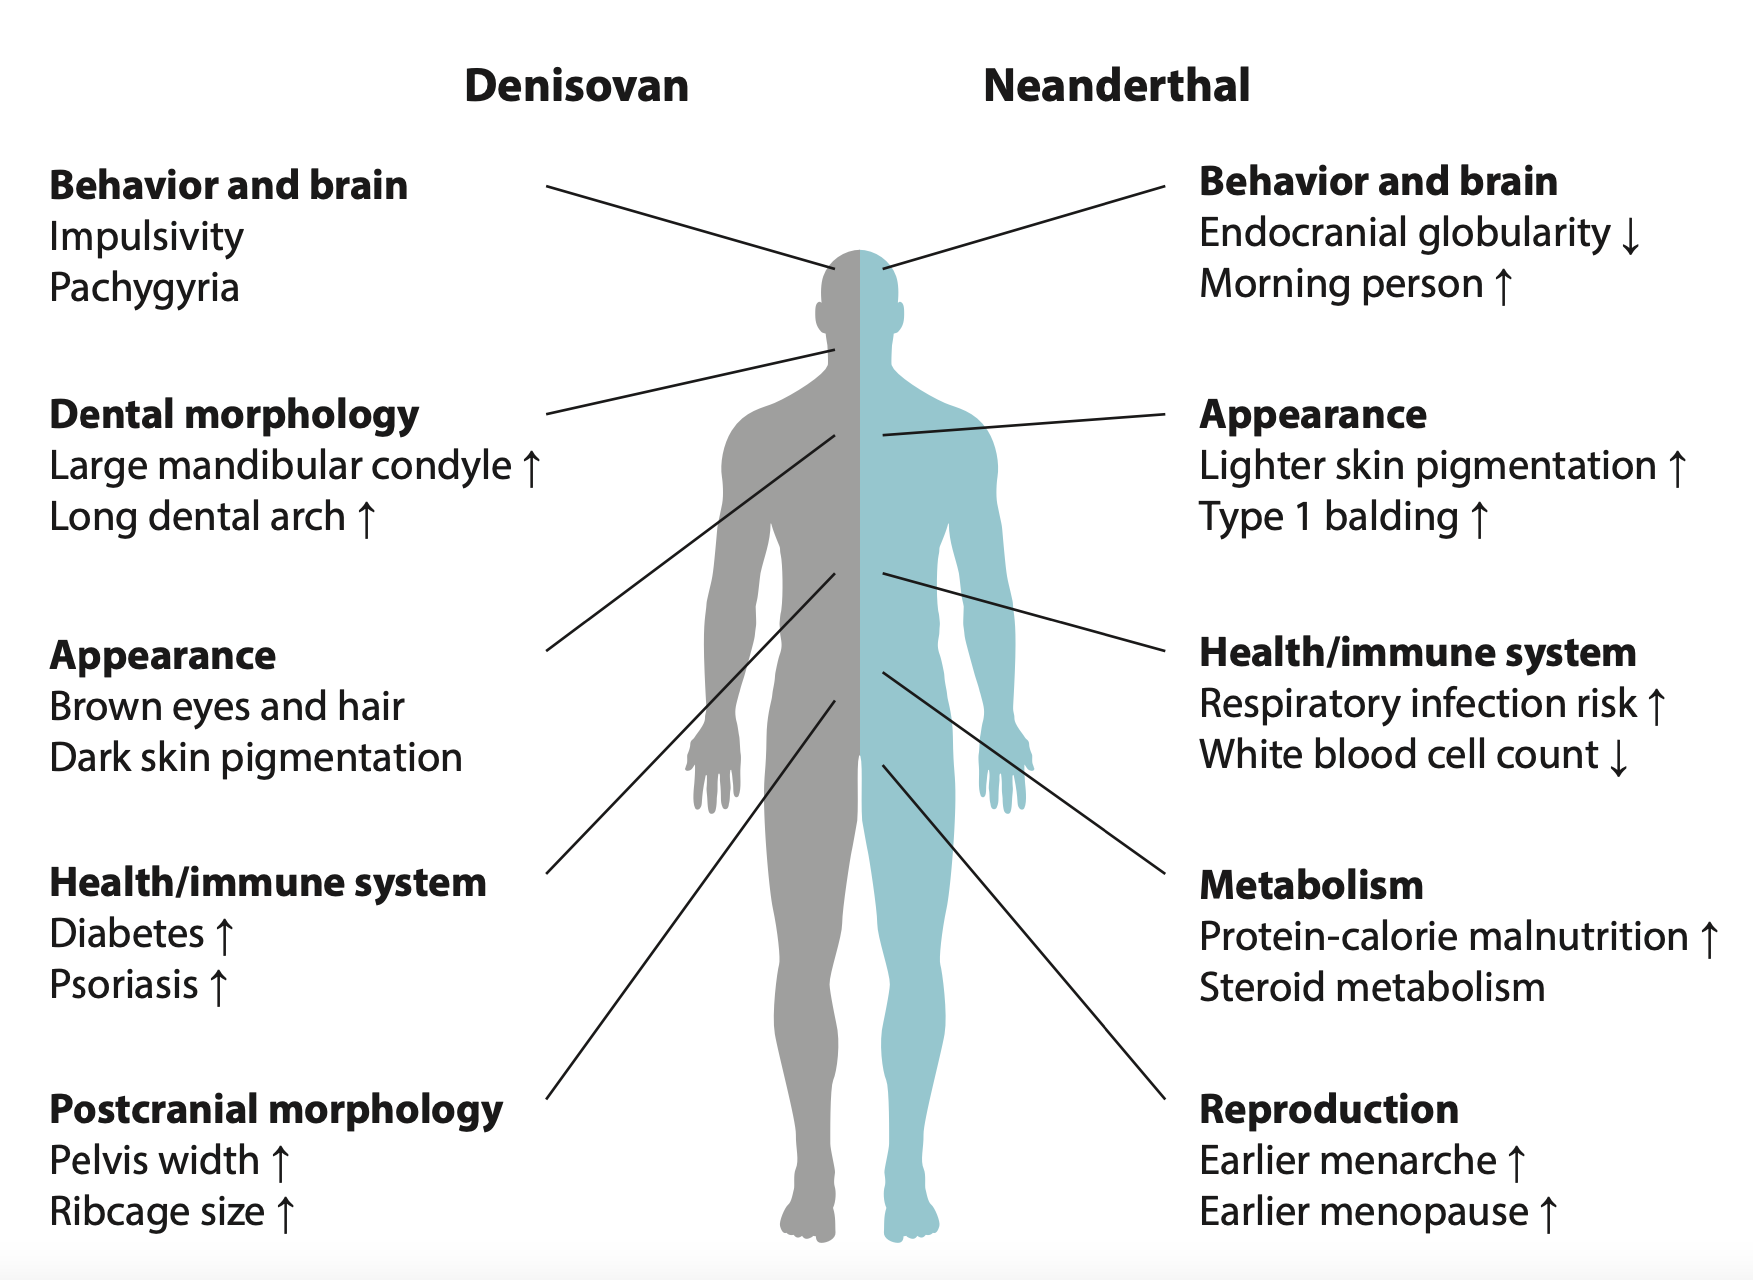 Denisovan
Neanderthal
Behavior and brain
Impulsivity
Pachygyria
Dental morphology
Large mandibular condyle ↑
Long dental arch ↑
Appearance
Brown eyes and hair
Dark skin pigmentation
Health/immune system
Diabetes ↑
Psoriasis ↑
Postcranial morphology
Pelvis width ↑
Ribcage size ↑
Behavior and brain
Endocranial globularity ↓
Morning person ↑
Appearance
Lighter skin pigmentation ↑
Type 1 balding ↑
Health/immune system
Respiratory infection risk ↑
White blood cell count ↓
Metabolism
Protein-calorie malnutrition ↑
Steroid metabolism
Reproduction
Earlier menarche ↑
Earlier menopause ↑